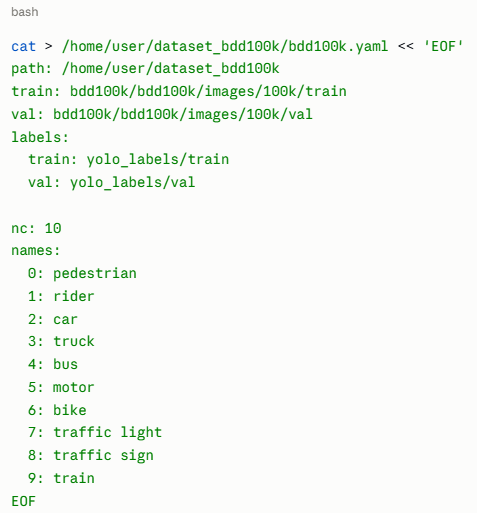 bash
cat > /home/user/dataset_bdd100k/bdd100k.yaml << 'EOF'
path: /home/user/dataset_bdd100k
train: bdd100k/bdd100k/images/100k/train
val: bdd100k/bdd100k/images/100k/val
labels:
  train: yolo_labels/train
  val: yolo_labels/val

nc: 10
names:
  0: pedestrian
  1: rider
  2: car
  3: truck
  4: bus
  5: motor
  6: bike
  7: traffic light
  8: traffic sign
  9: train
EOF